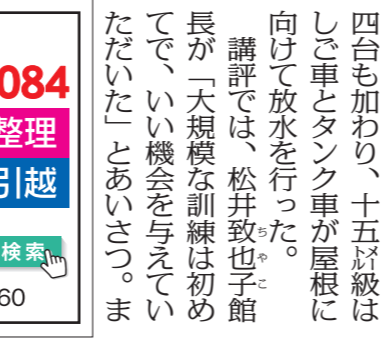 四台も加わり、十五㍍級は
しご車とタンク車が屋根に
向けて放水を行った。
講評では、松井致也子館
長が「大規模な訓練は初め
てで、いい機会を与えてい
ただいた」とあいさつ。ま
ちやこ
084
整理
引越
検索
60